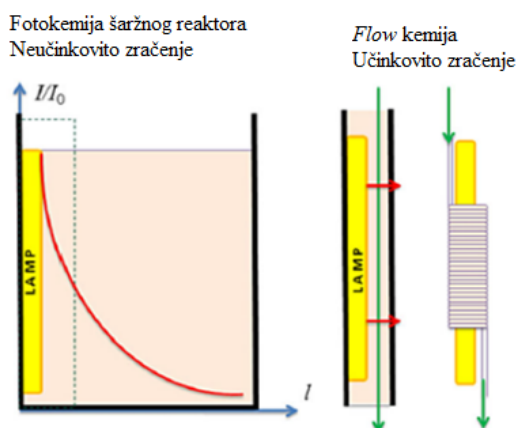 Fotokemija šaržnog reaktora
Neučinkovito zračenje
Flow kemija
Učinkovito zračenje
I/I₀
LAMP
l
LAMP